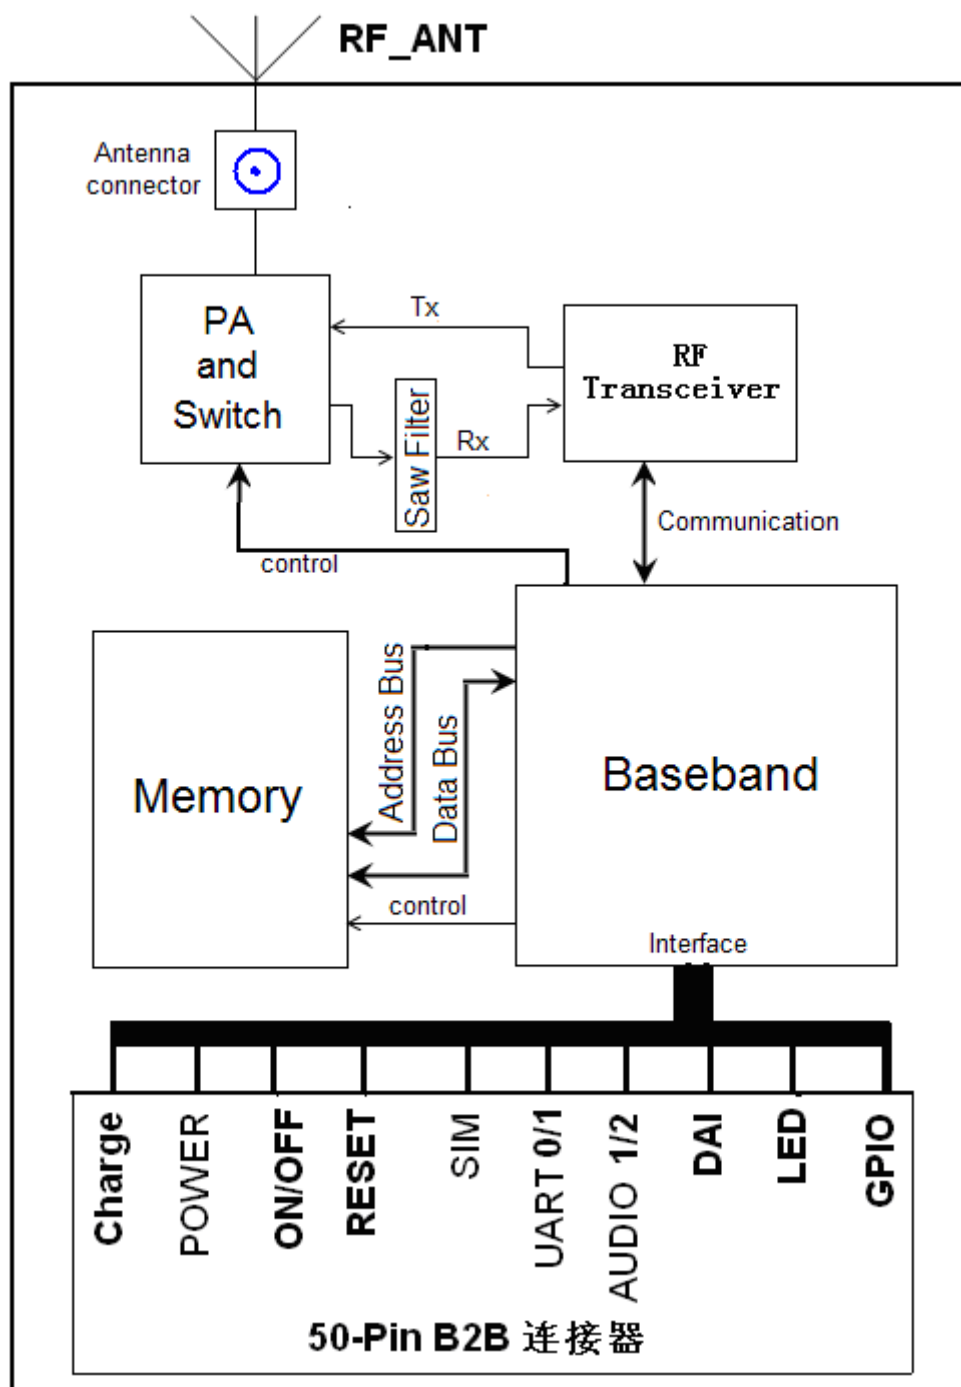 RF_ANT
Antenna
connector
PA
and
Switch
Tx
RF
Transceiver
Saw Filter
Rx
Communication
control
Memory
Address Bus
Data Bus
Baseband
control
Interface
Charge
POWER
ON/OFF
RESET
SIM
UART 0/1
AUDIO 1/2
DAI
LED
GPIO
50-Pin B2B 连接器